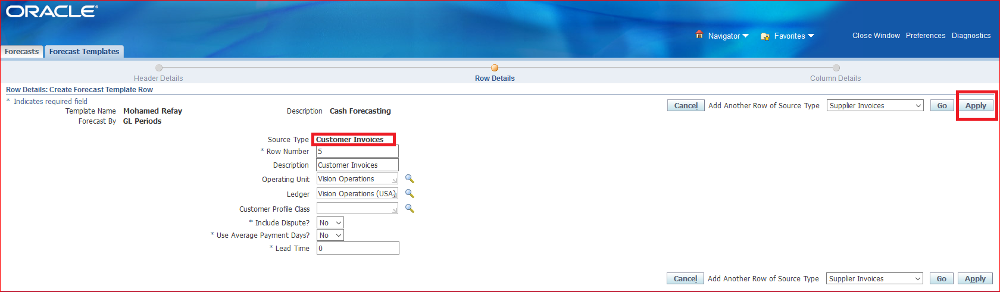 ORACLE®
Navigator Favorites Close Window Preferences Diagnostics
Forecasts Forecast Templates
Header Details Row Details Column Details
Row Details: Create Forecast Template Row
* Indicates required field
Template Name Mohamed Refay Description Cash Forecasting
Cancel Add Another Row of Source Type Supplier Invoices Go Apply
Forecast By GL Periods
Source Type Customer Invoices
* Row Number 5
Description Customer Invoices
Operating Unit Vision Operations
Ledger Vision Operations (USA)
Customer Profile Class
* Include Dispute? No
* Use Average Payment Days? No
* Lead Time 0
Cancel Add Another Row of Source Type Supplier Invoices Go Apply